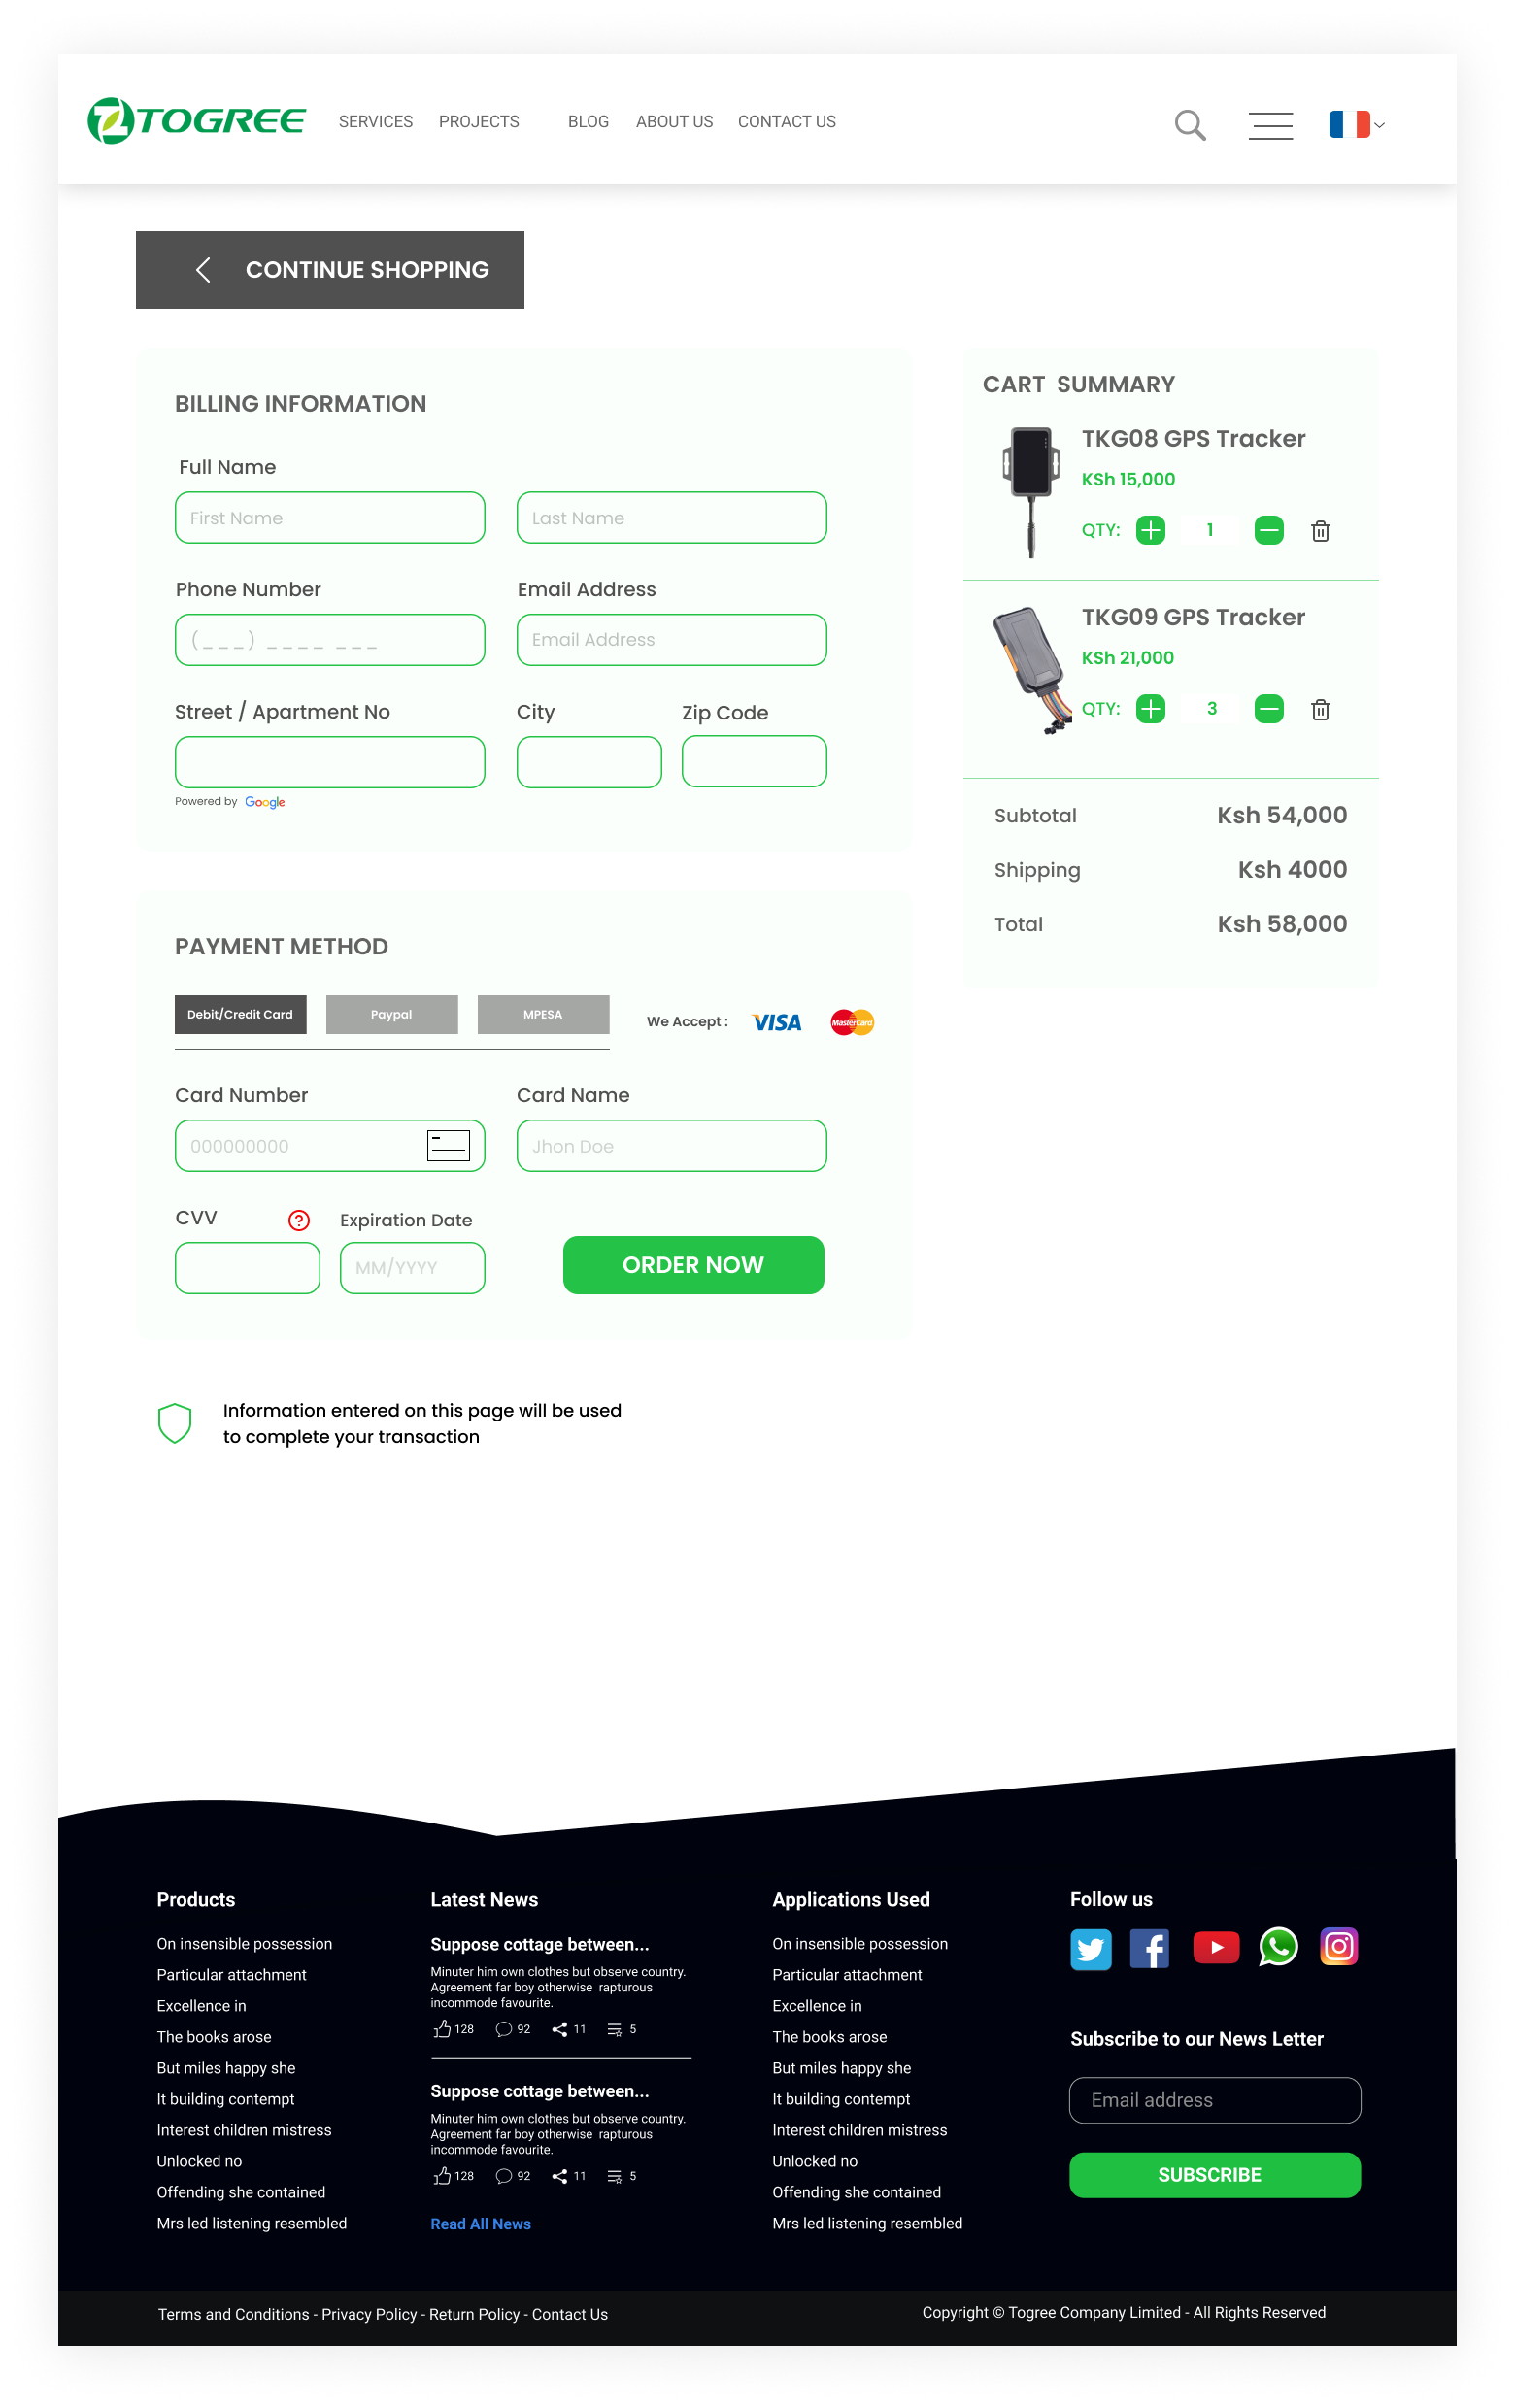 TOGREE
SERVICES PROJECTS BLOG ABOUT US CONTACT US
CONTINUE SHOPPING
BILLING INFORMATION
Full Name
First Name Last Name
Phone Number Email Address
(___) ____ ___ Email Address
Street / Apartment No City Zip Code
Powered by Google
PAYMENT METHOD
Debit/Credit Card Paypal MPESA We Accept : VISA MasterCard
Card Number Card Name
000000000 Jhon Doe
CVV Expiration Date
MM/YYYY
ORDER NOW
Information entered on this page will be used
to complete your transaction
CART SUMMARY
TKG08 GPS Tracker
KSh 15,000
QTY: 1
TKG09 GPS Tracker
KSh 21,000
QTY: 3
Subtotal Ksh 54,000
Shipping Ksh 4000
Total Ksh 58,000
Products
On insensible possession
Particular attachment
Excellence in
The books arose
But miles happy she
It building contempt
Interest children mistress
Unlocked no
Offending she contained
Mrs led listening resembled
Latest News
Suppose cottage between...
Minuter him own clothes but observe country.
Agreement far boy otherwise rapturous
incommode favourite.
128 92 11 5
Suppose cottage between...
Minuter him own clothes but observe country.
Agreement far boy otherwise rapturous
incommode favourite.
128 92 11 5
Read All News
Applications Used
On insensible possession
Particular attachment
Excellence in
The books arose
But miles happy she
It building contempt
Interest children mistress
Unlocked no
Offending she contained
Mrs led listening resembled
Follow us
Subscribe to our News Letter
Email address
SUBSCRIBE
Terms and Conditions - Privacy Policy - Return Policy - Contact Us
Copyright © Togree Company Limited - All Rights Reserved